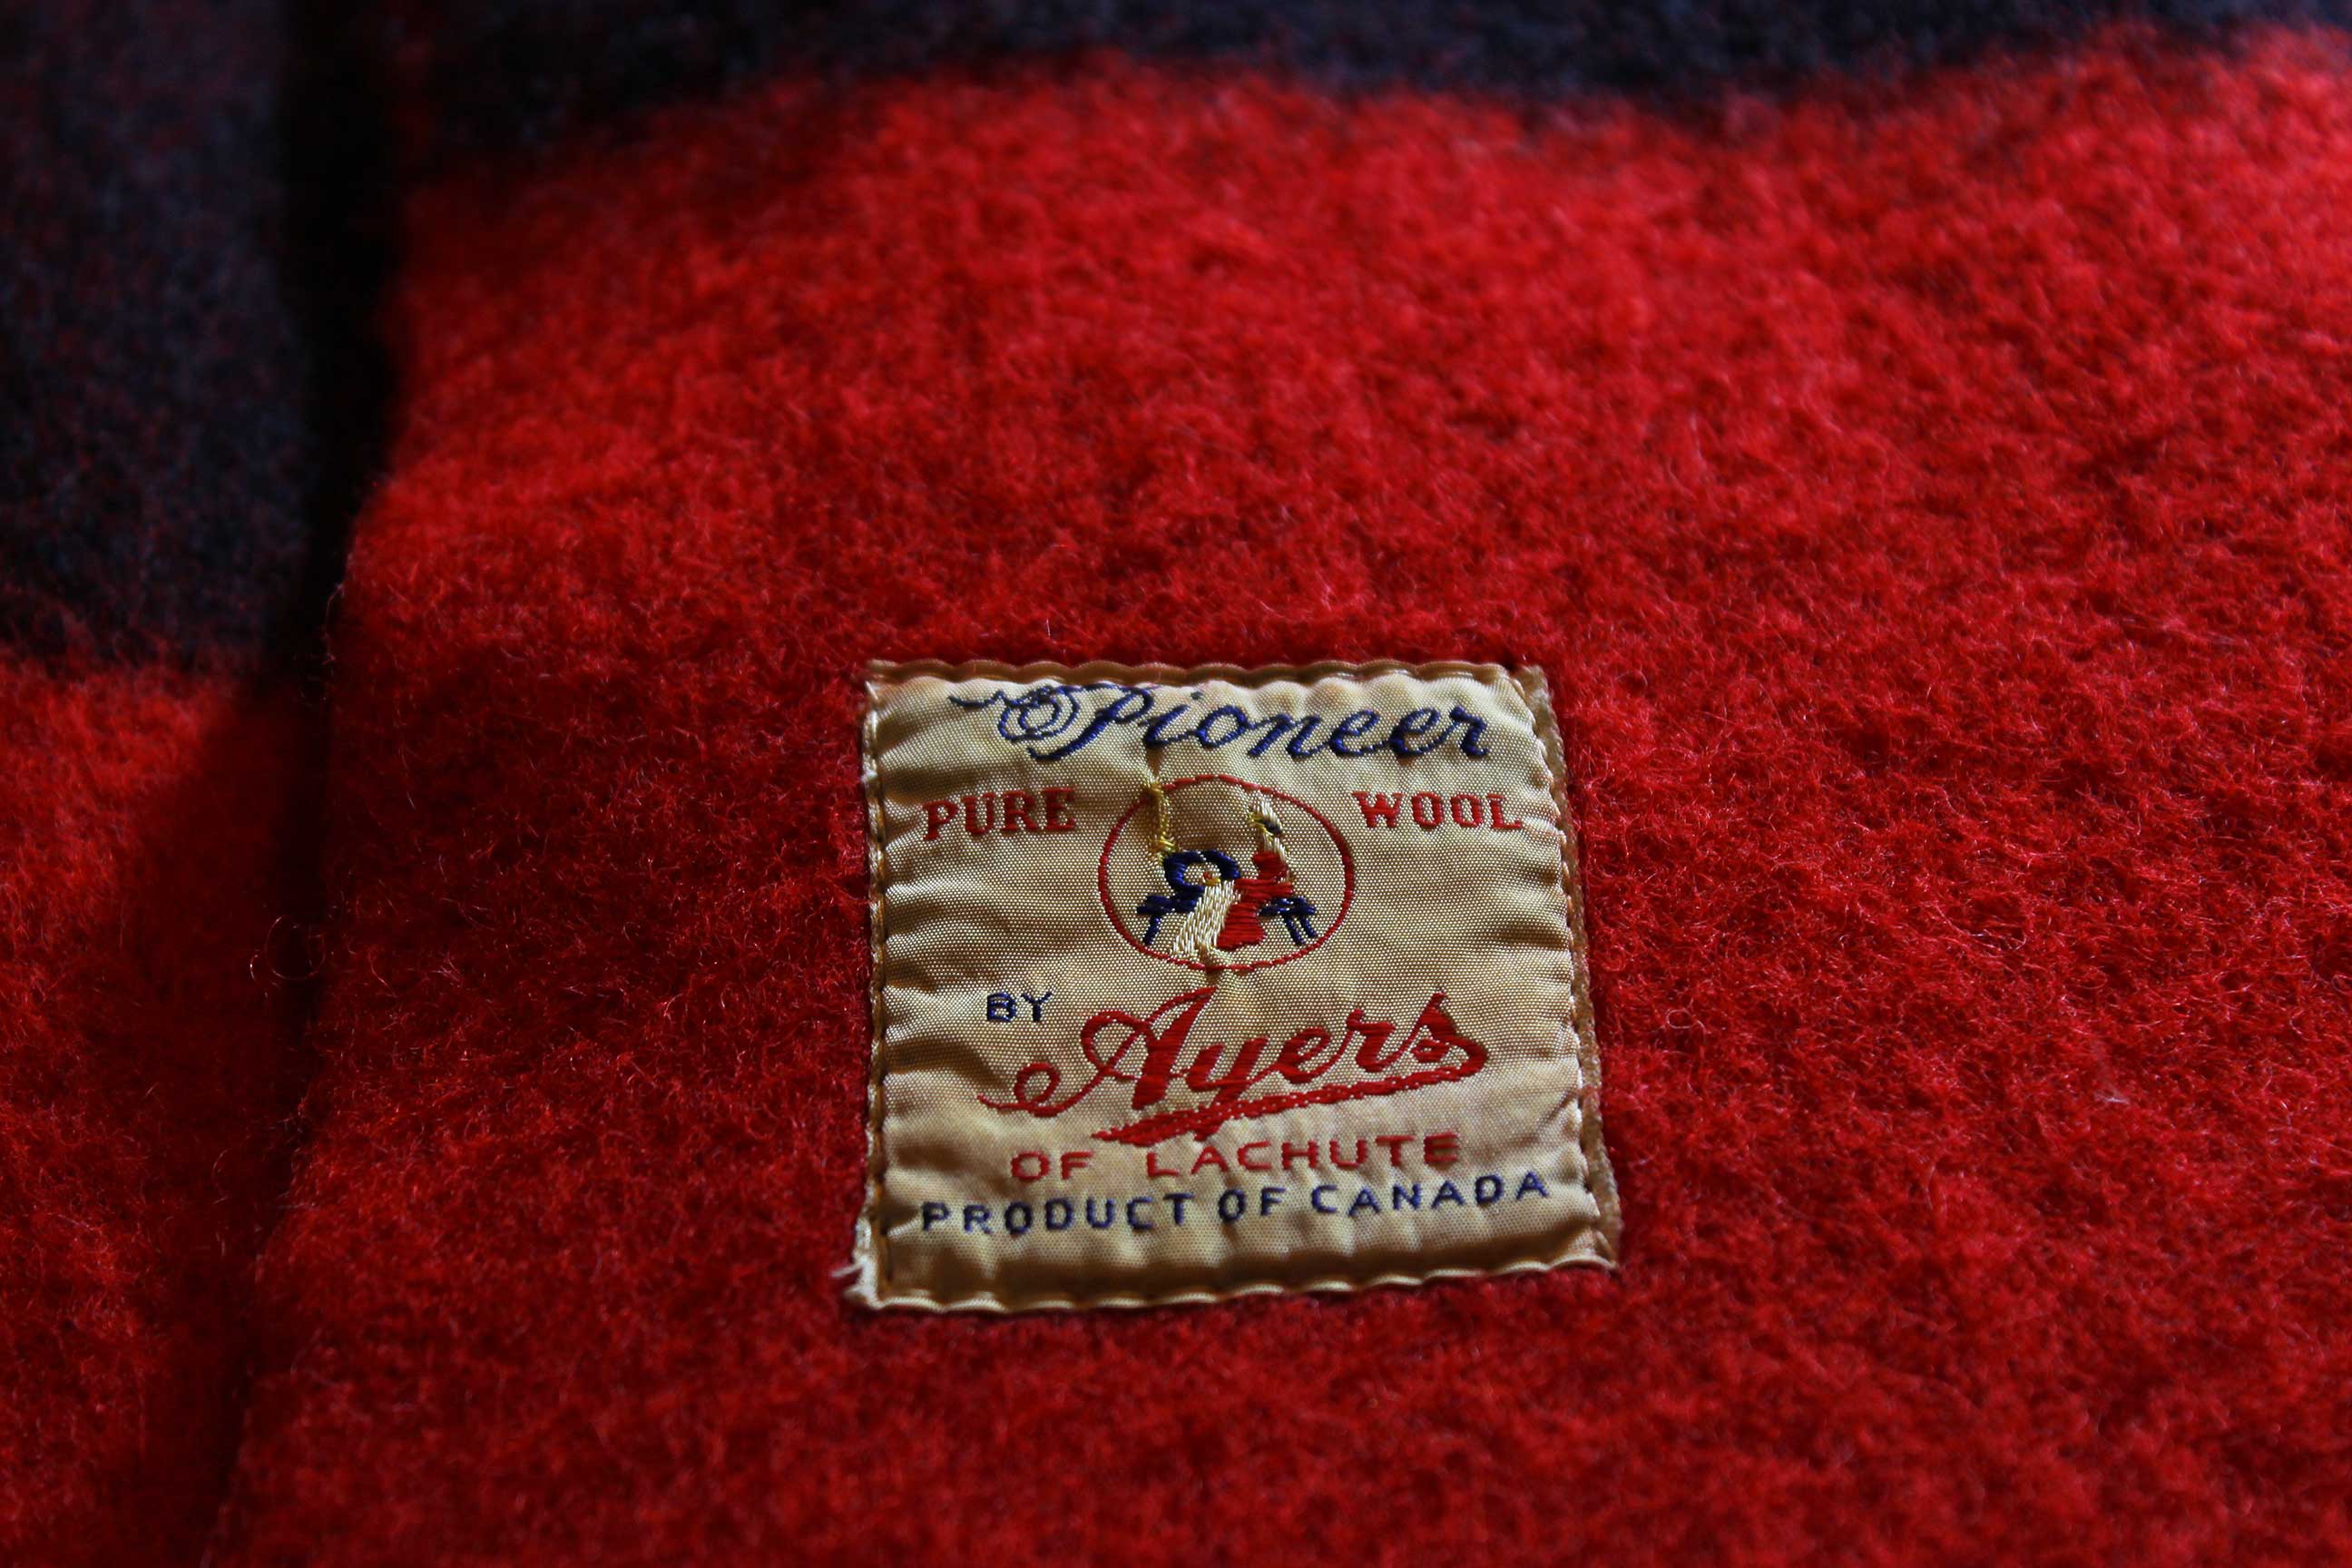 Pioneer
PURE WOOL
BY Ayers
OF LACHUTE
PRODUCT OF CANADA